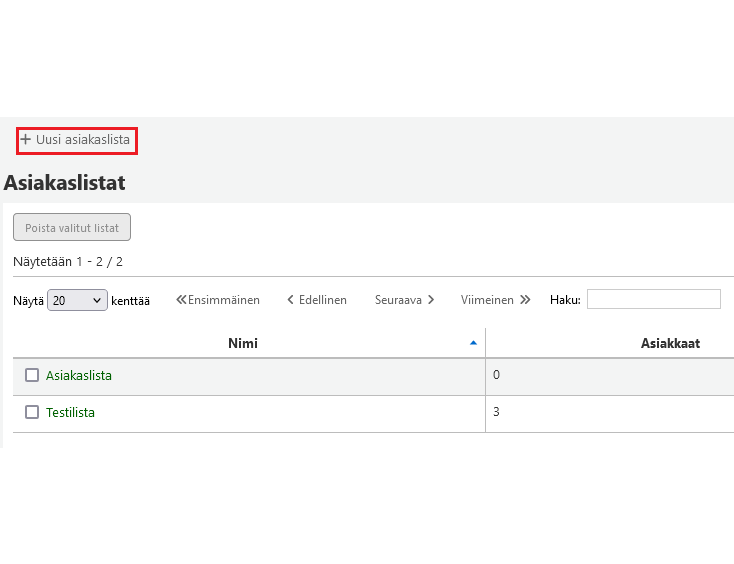 + Uusi asiakaslista
Asiakaslistat
Poista valitut listat
Näytetään 1 - 2 / 2
Näytä 20 kenttää Ensimmäinen Edellinen Seuraava Viimeinen Haku:
Nimi Asiakkaat
Asiakaslista 0
Testilista 3